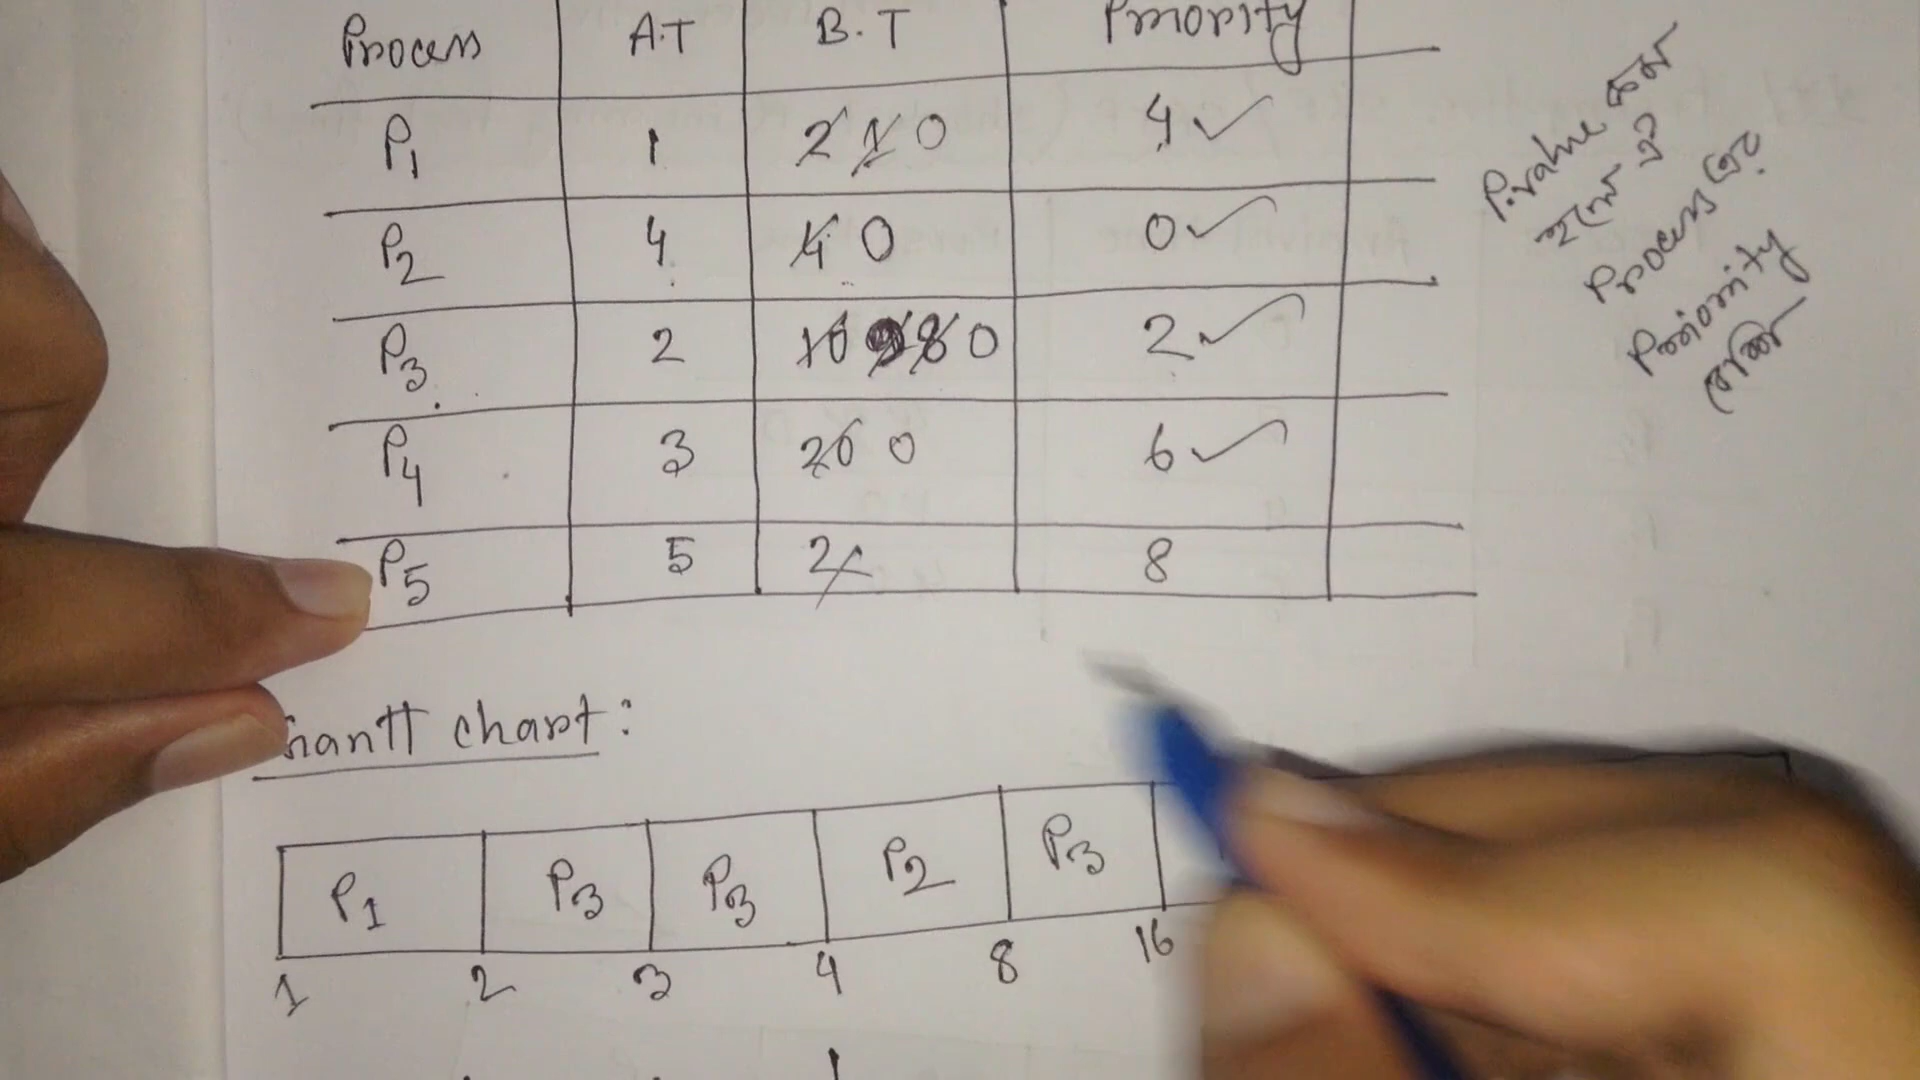 Process A.T B.T Priority
P1 1 2 1 0 4 ✓
P2 4 4 0 0 ✓
P3 2 10 8 0 2 ✓
P4 3 20 0 6 ✓
P5 5 2 8
P.value কম
হলে ঐ
Process এর
Priority
বেশি
Gantt chart:
P1 P3 P3 P2 P3
1 2 3 4 8 16